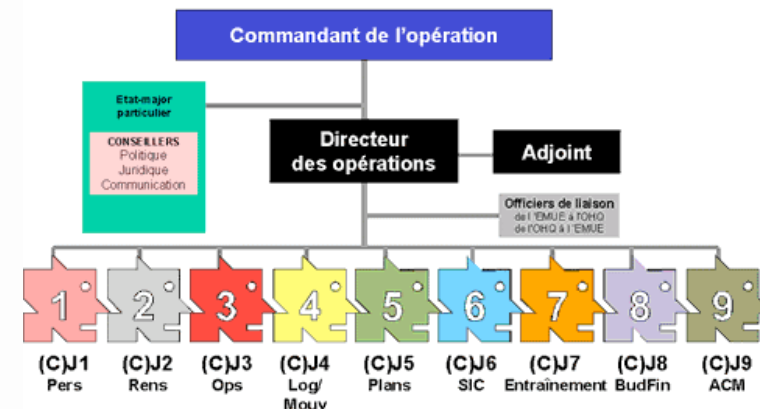 Commandant de l'opération
Etat-major
particulier
CONSEILLERS
Politique
Juridique
Communication
Directeur
des opérations
Adjoint
Officiers de liaison
de l'EMUE à l'OHQ
de l'OHQ à l'EMUE
1 2 3 4 5 6 7 8 9
(C)J1 (C)J2 (C)J3 (C)J4 (C)J5 (C)J6 (C)J7 (C)J8 (C)J9
Pers Rens Ops Log/ Plans SIC Entraînement BudFin ACM
Mouv